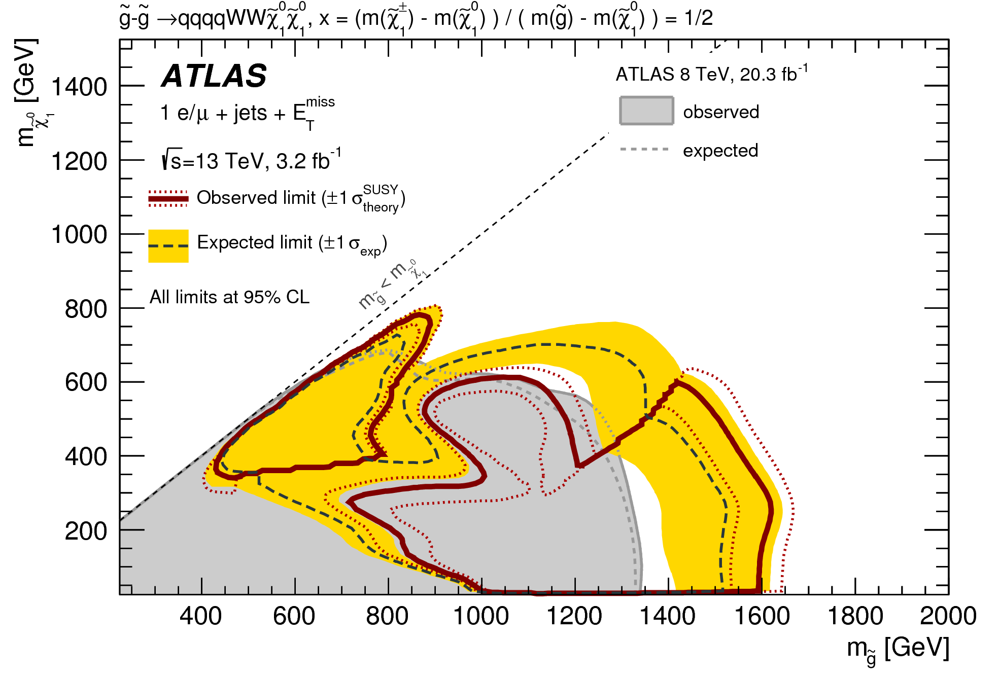 g̃-g̃ →qqqqWWχ̃₁⁰χ̃₁⁰, x = (m(χ̃₁±) - m(χ̃₁⁰) ) / ( m(g̃) - m(χ̃₁⁰) ) = 1/2
m_χ̃₁⁰ [GeV]
ATLAS
1 e/μ + jets + E_T^miss
√s=13 TeV, 3.2 fb⁻¹
Observed limit (±1 σ_theory^SUSY)
Expected limit (±1 σ_exp)
All limits at 95% CL
ATLAS 8 TeV, 20.3 fb⁻¹
observed
expected
m_g̃ < m_χ̃₁⁰
1400
1200
1000
800
600
400
200
400 600 800 1000 1200 1400 1600 1800 2000
m_g̃ [GeV]